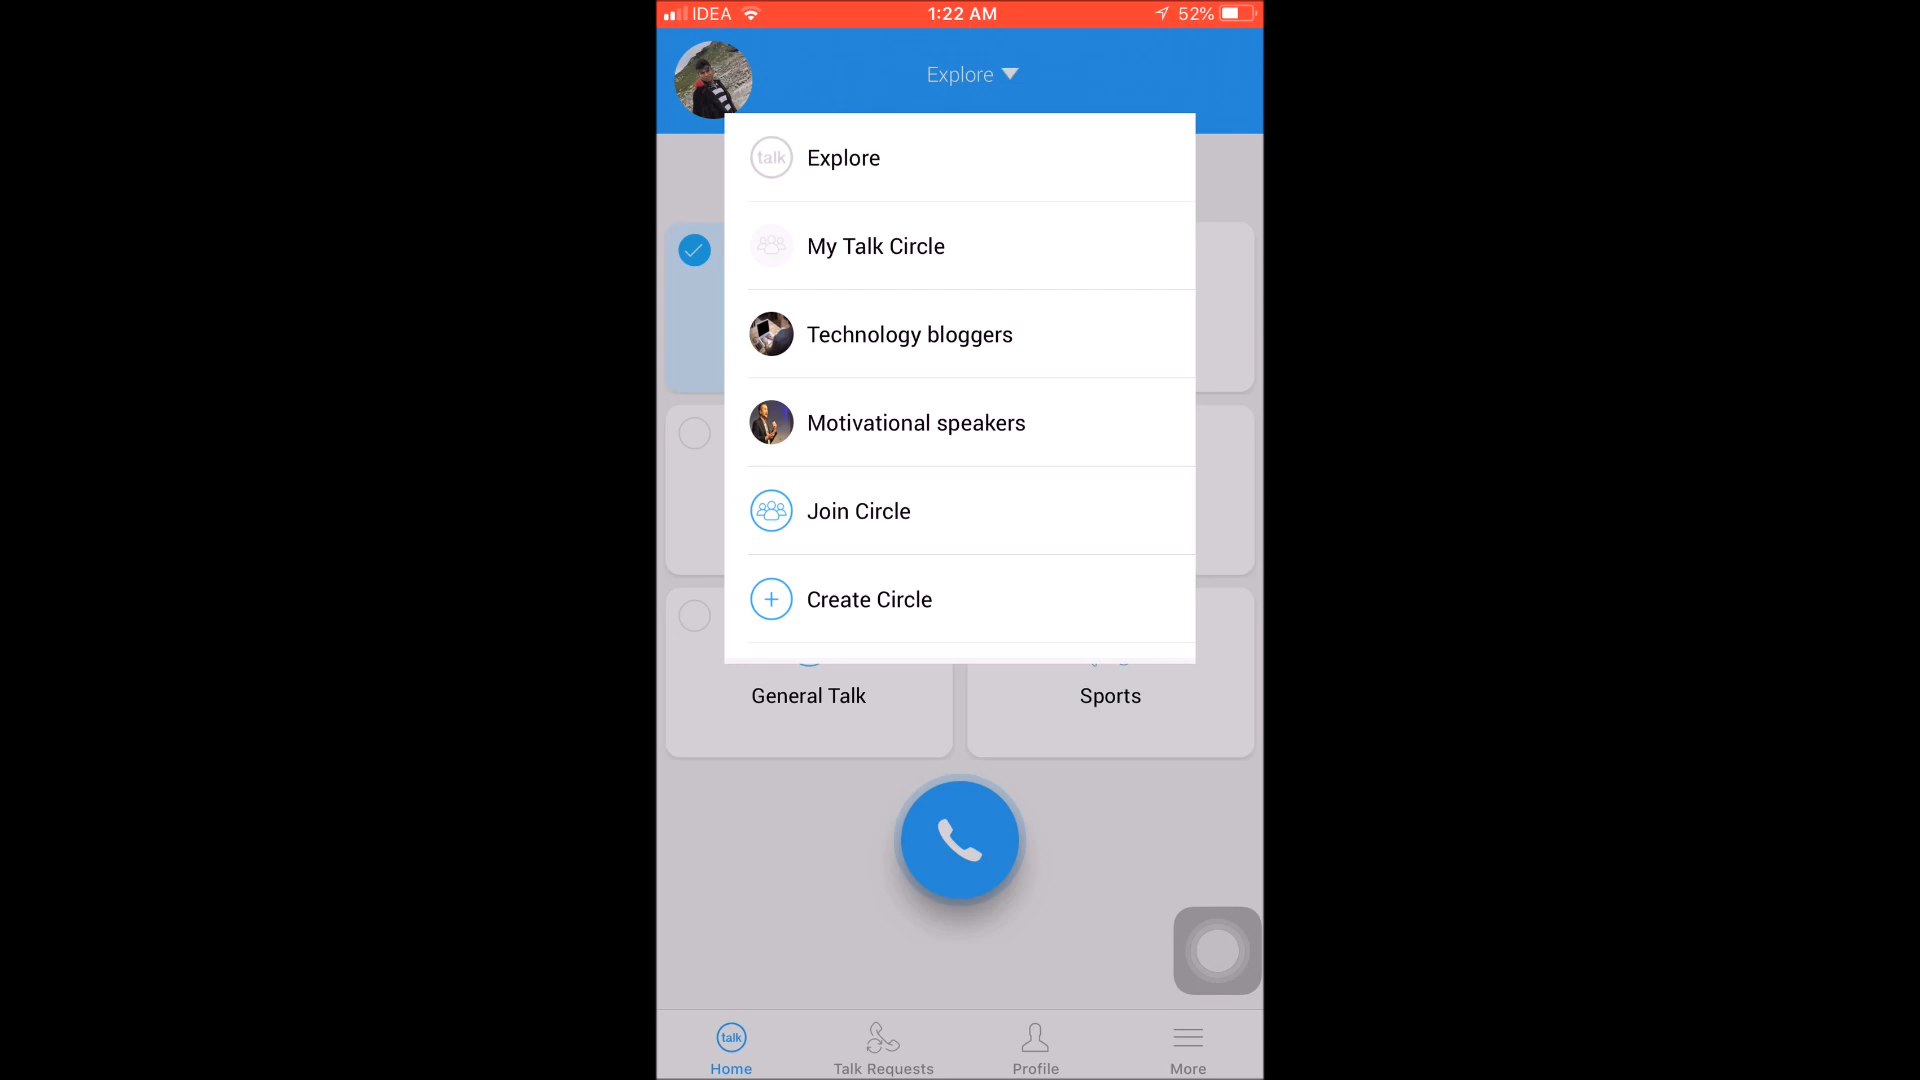 IDEA 1:22 AM 52%
Explore
talk Explore
My Talk Circle
Technology bloggers
Motivational speakers
Join Circle
Create Circle
General Talk Sports
talk
Home Talk Requests Profile More